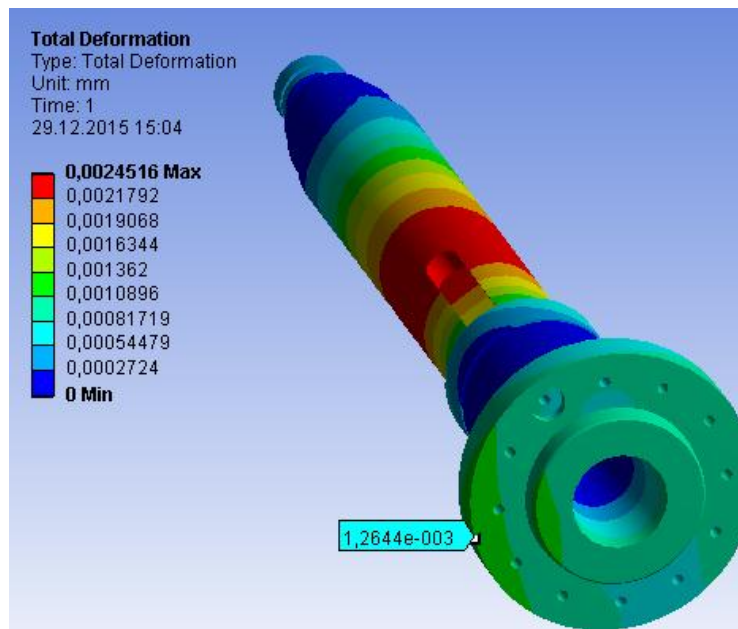 Total Deformation
Type: Total Deformation
Unit: mm
Time: 1
29.12.2015 15:04
0,0024516 Max
0,0021792
0,0019068
0,0016344
0,001362
0,0010896
0,00081719
0,00054479
0,0002724
0 Min
1,2644e-003